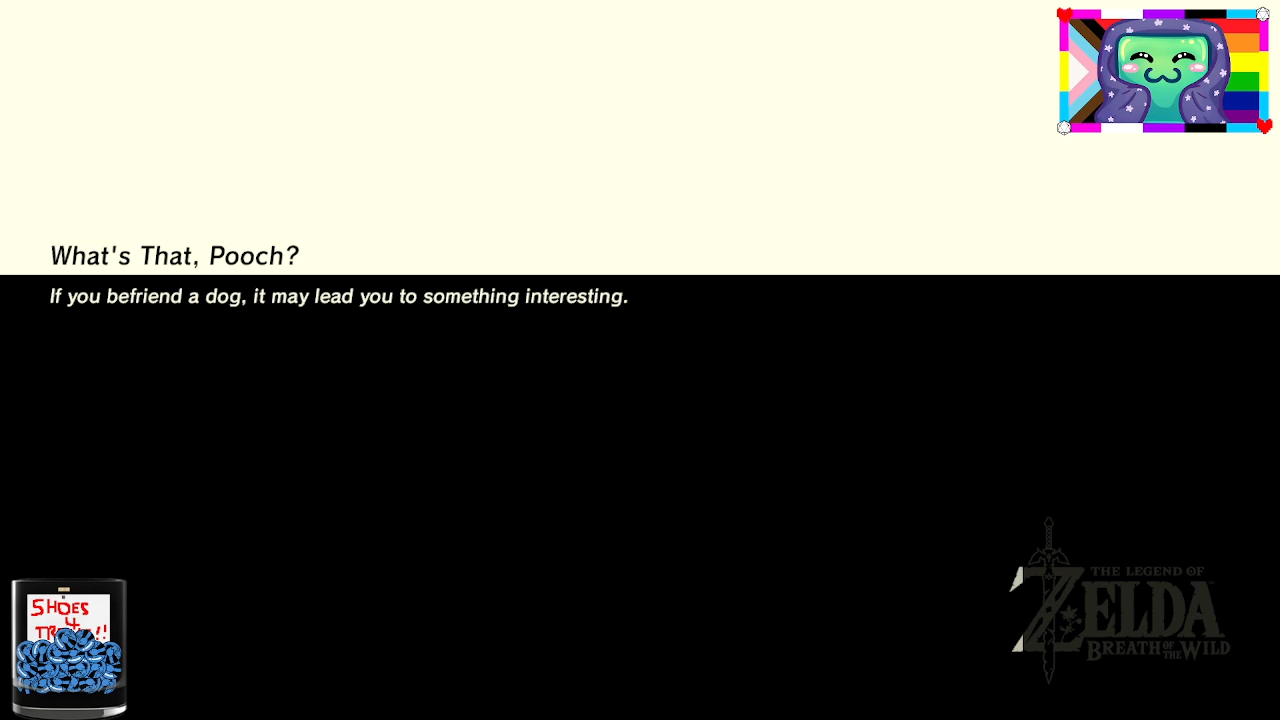 What's That, Pooch?
If you befriend a dog, it may lead you to something interesting.
THE LEGEND OF
ZELDA
BREATH OF THE WILD
SHOES
4